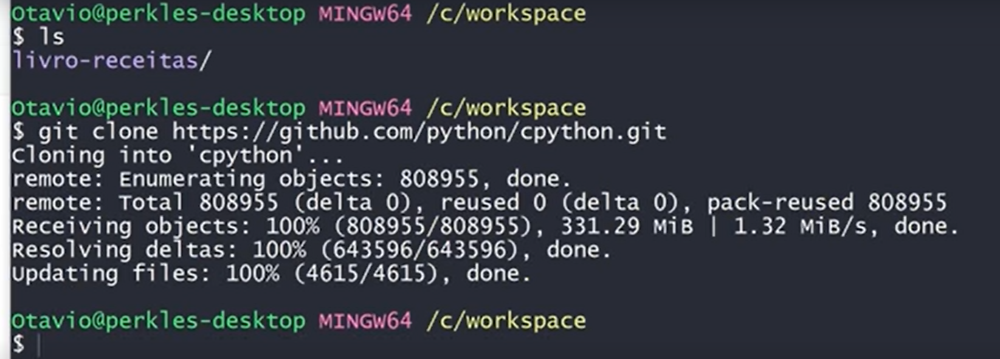 Otavio@perkles-desktop MINGW64 /c/workspace
$ ls
livro-receitas/
Otavio@perkles-desktop MINGW64 /c/workspace
$ git clone https://github.com/python/cpython.git
Cloning into 'cpython'...
remote: Enumerating objects: 808955, done.
remote: Total 808955 (delta 0), reused 0 (delta 0), pack-reused 808955
Receiving objects: 100% (808955/808955), 331.29 MiB | 1.32 MiB/s, done.
Resolving deltas: 100% (643596/643596), done.
Updating files: 100% (4615/4615), done.
Otavio@perkles-desktop MINGW64 /c/workspace
$